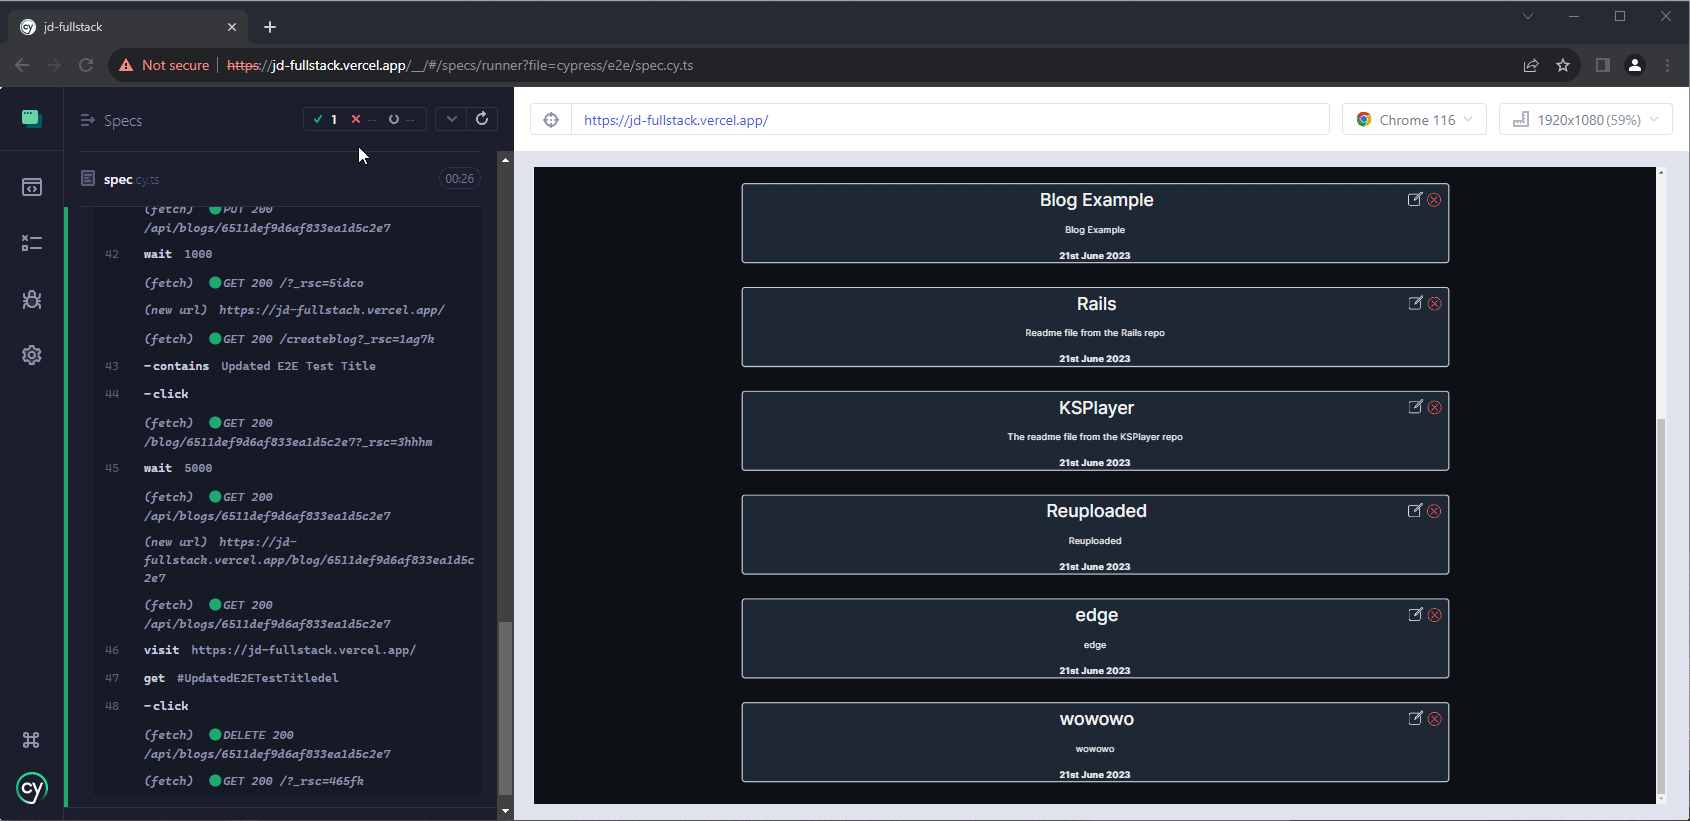 jd-fullstack
Not secure https://jd-fullstack.vercel.app/__/#/specs/runner?file=cypress/e2e/spec.cy.ts
Specs
1 -- --
spec.cy.ts 00:26
(fetch) PUT 200
/api/blogs/6511def9d6af833ea1d5c2e7
42 wait 1000
(fetch) GET 200 /?_rsc=5idco
(new url) https://jd-fullstack.vercel.app/
(fetch) GET 200 /createblog?_rsc=1ag7k
43 -contains Updated E2E Test Title
44 -click
(fetch) GET 200
/blog/6511def9d6af833ea1d5c2e7?_rsc=3hhhm
45 wait 5000
(fetch) GET 200
/api/blogs/6511def9d6af833ea1d5c2e7
(new url) https://jd-
fullstack.vercel.app/blog/6511def9d6af833ea1d5c
2e7
(fetch) GET 200
/api/blogs/6511def9d6af833ea1d5c2e7
46 visit https://jd-fullstack.vercel.app/
47 get #UpdatedE2ETestTitledel
48 -click
(fetch) DELETE 200
/api/blogs/6511def9d6af833ea1d5c2e7
(fetch) GET 200 /?_rsc=465fk
cy
https://jd-fullstack.vercel.app/
Chrome 116
1920x1080 (59%)
Blog Example
Blog Example
21st June 2023
Rails
Readme file from the Rails repo
21st June 2023
KSPlayer
The readme file from the KSPlayer repo
21st June 2023
Reuploaded
Reuploaded
21st June 2023
edge
edge
21st June 2023
wowowo
wowowo
21st June 2023